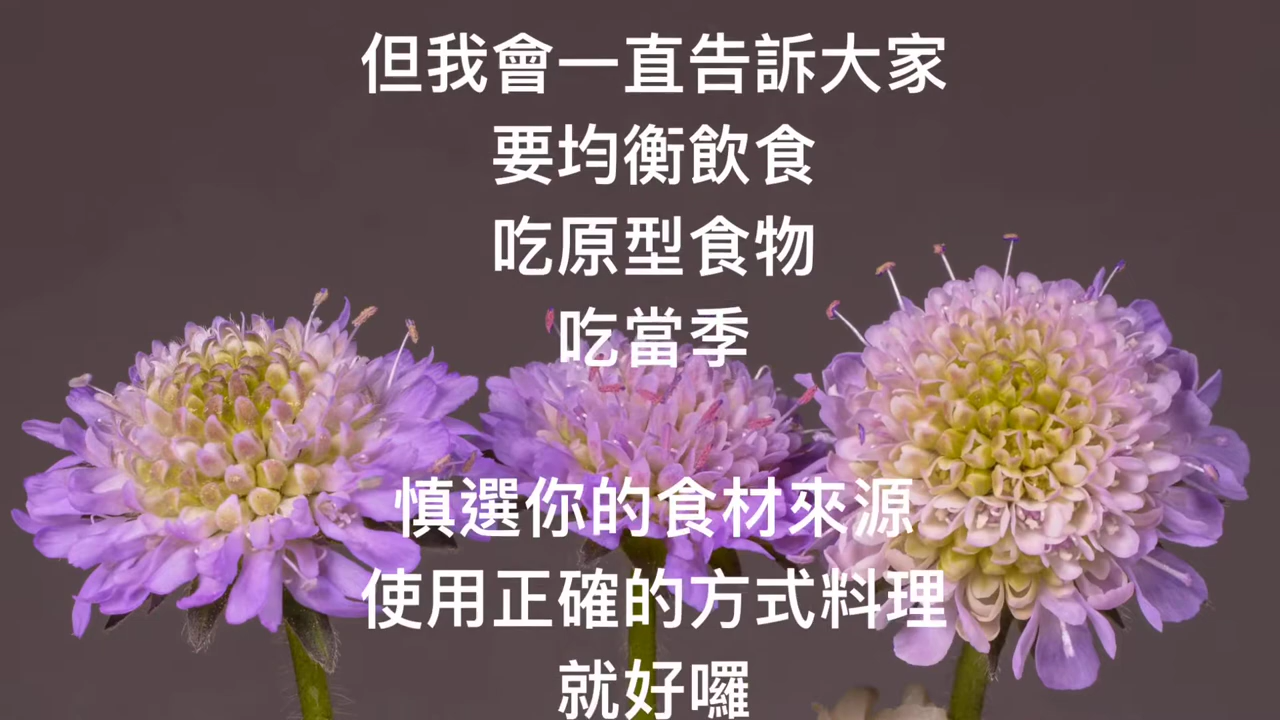 但我會一直告訴大家
要均衡飲食
吃原型食物
吃當季
慎選你的食材來源
使用正確的方式料理
就好囉